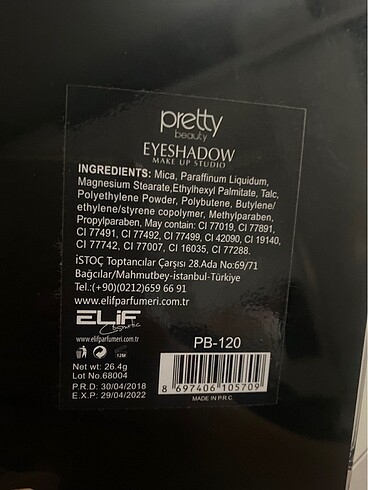 pretty
beauty
EYESHADOW
MAKE UP STUDIO
INGREDIENTS: Mica, Paraffinum Liquidum,
Magnesium Stearate,Ethylhexyl Palmitate, Talc,
Polyethylene Powder, Polybutene, Butylene/
ethylene/styrene copolymer, Methylparaben,
Propylparaben, May contain: CI 77019, CI 77891,
CI 77491, CI 77492, CI 77499, CI 42090, CI 19140,
CI 77742, CI 77007, CI 16035, CI 77288.
İSTOÇ Toptancılar Çarşısı 28.Ada No:69/71
Bağcılar/Mahmutbey-istanbul-Türkiye
Tel.:(+90)(0212)659 66 91
www.elifparfumeri.com.tr
ELiF
Cosmetic
www.elifparfumeri.com.tr
12M
PB-120
Net wt: 26.4g
Lot No.68004
P.R.D: 30/04/2018
E.X.P: 29/04/2022
8 697406 105709
MADE IN P.R.C